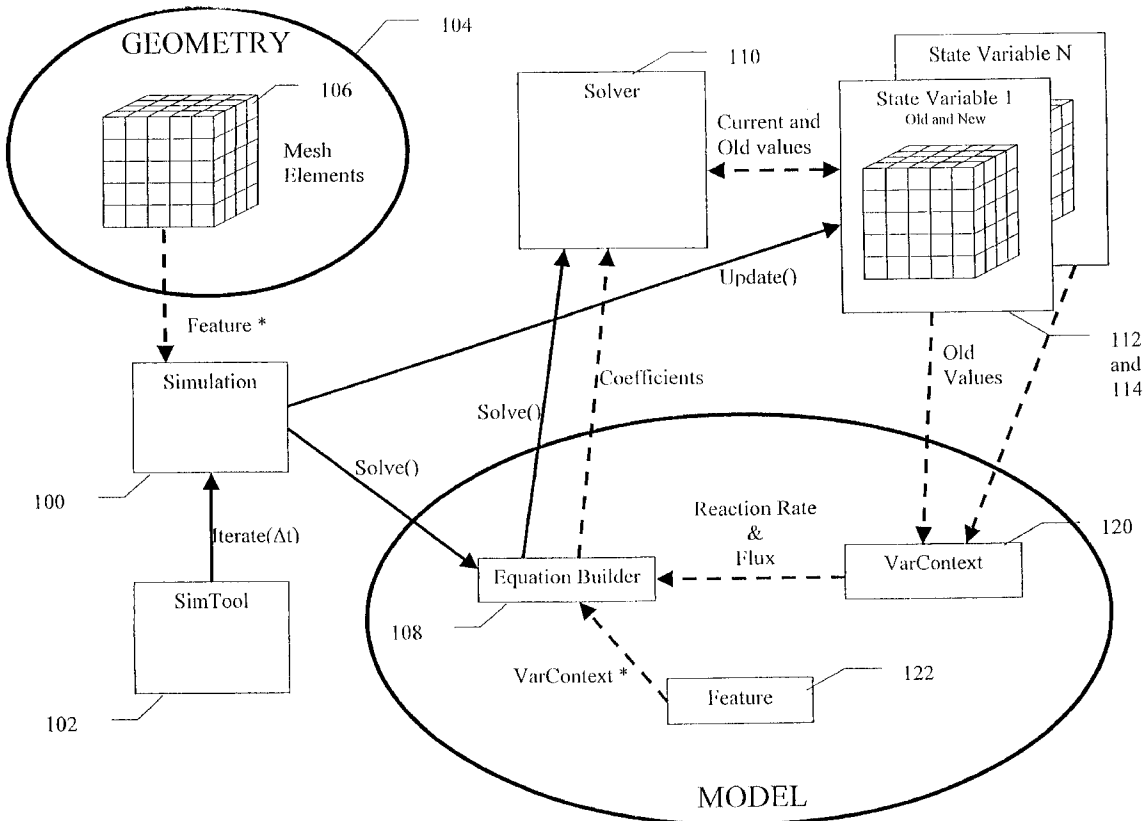 GEOMETRY
104
106
Mesh
Elements
Feature *
Simulation
100
Iterate(Δt)
SimTool
102
110
Solver
Current and
Old values
State Variable N
State Variable 1
Old and New
Update()
112
and
114
Old
Values
Coefficients
Solve()
Solve()
Reaction Rate
&
Flux
120
VarContext
Equation Builder
108
VarContext *
Feature
122
MODEL